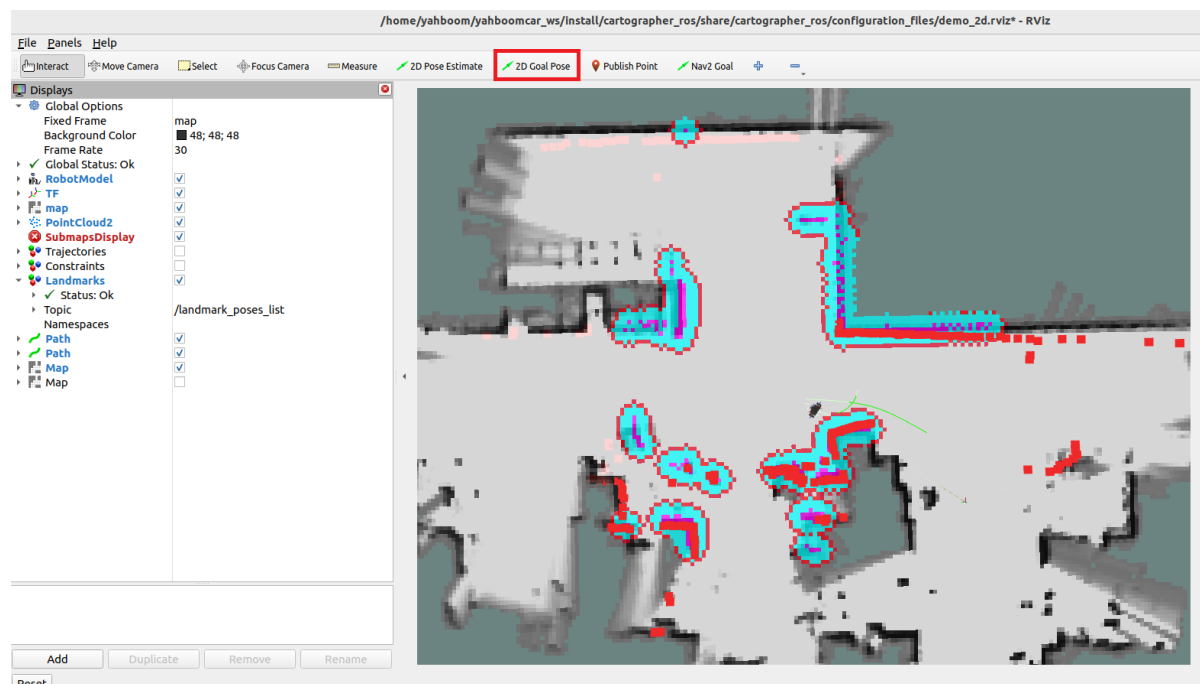 /home/yahboom/yahboomcar_ws/install/cartographer_ros/share/cartographer_ros/configuration_files/demo_2d.rviz* - RViz
File Panels Help
Interact Move Camera Select Focus Camera Measure 2D Pose Estimate 2D Goal Pose Publish Point Nav2 Goal
Displays
Global Options
Fixed Frame map
Background Color 48; 48; 48
Frame Rate 30
Global Status: Ok
RobotModel
TF
map
PointCloud2
SubmapsDisplay
Trajectories
Constraints
Landmarks
Status: Ok
Topic /landmark_poses_list
Namespaces
Path
Path
Map
Map
Add Duplicate Remove Rename
Reset